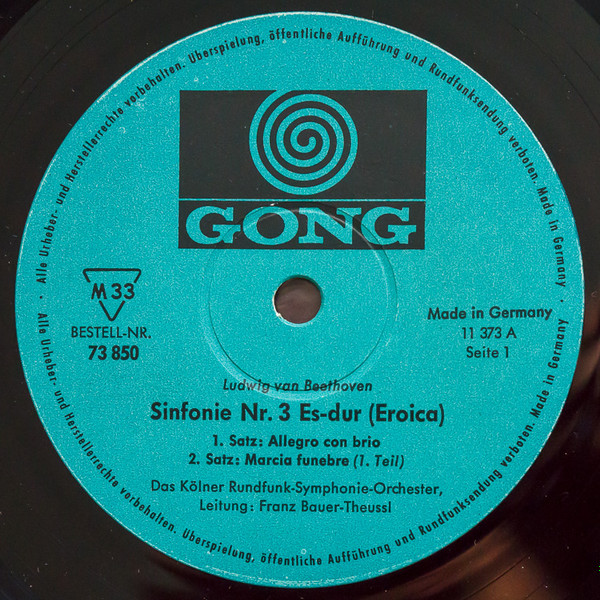 Alle Urheber- und Herstellerrechte vorbehalten. Überspielung, öffentliche Aufführung und Rundfunksendung verboten. Made in Germany
GONG
M 33
BESTELL-NR.
73 850
Made in Germany
11 373 A
Seite 1
Ludwig van Beethoven
Sinfonie Nr. 3 Es-dur (Eroica)
1. Satz: Allegro con brio
2. Satz: Marcia funebre (1. Teil)
Das Kölner Rundfunk-Symphonie-Orchester,
Leitung: Franz Bauer-Theussl
Alle Urheber- und Herstellerrechte vorbehalten. Überspielung, öffentliche Aufführung und Rundfunksendung verboten. Made in Germany